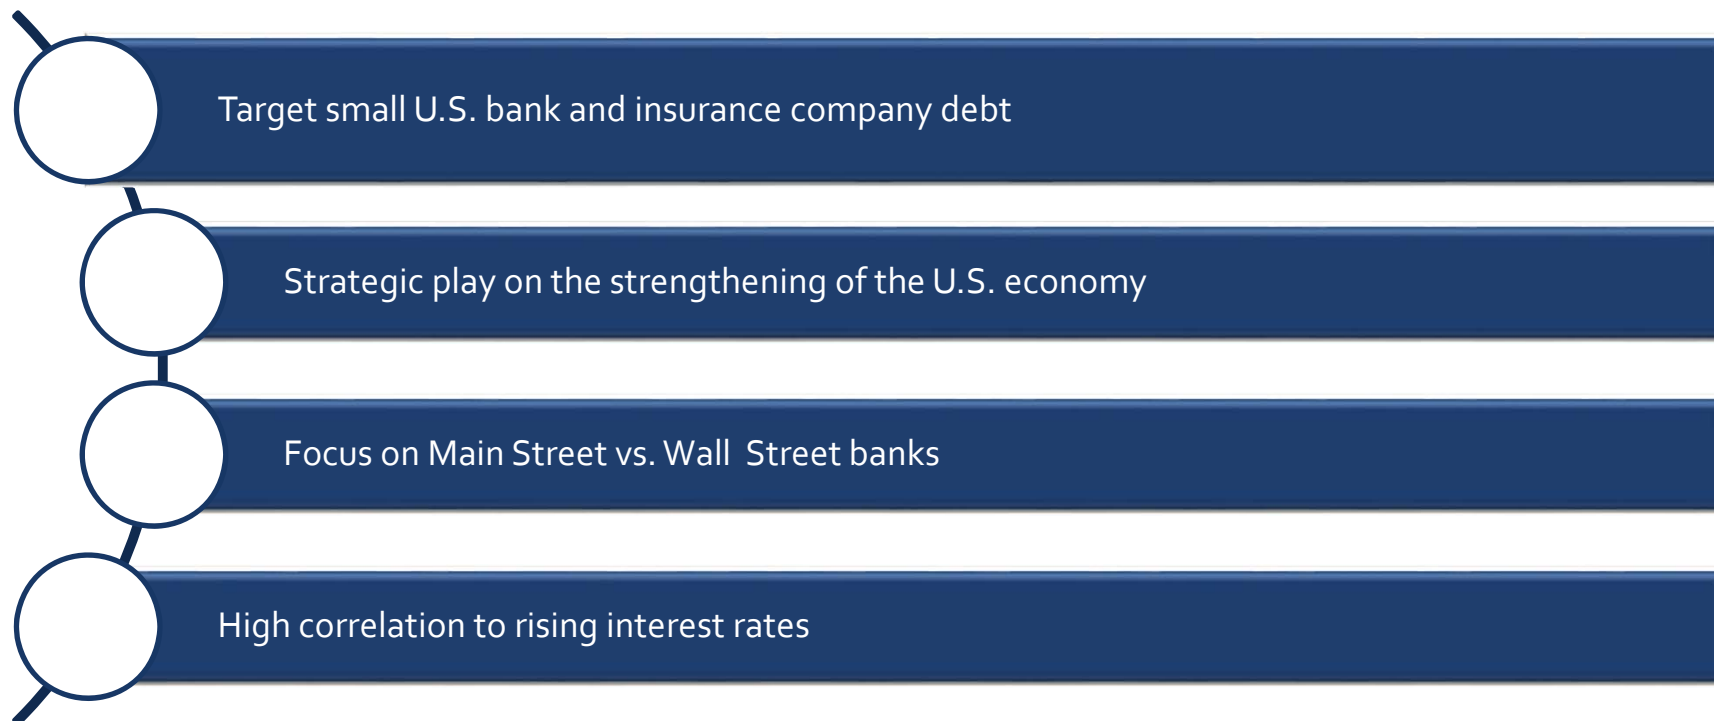 Target small U.S. bank and insurance company debt
Strategic play on the strengthening of the U.S. economy
Focus on Main Street vs. Wall  Street banks
High correlation to rising interest rates